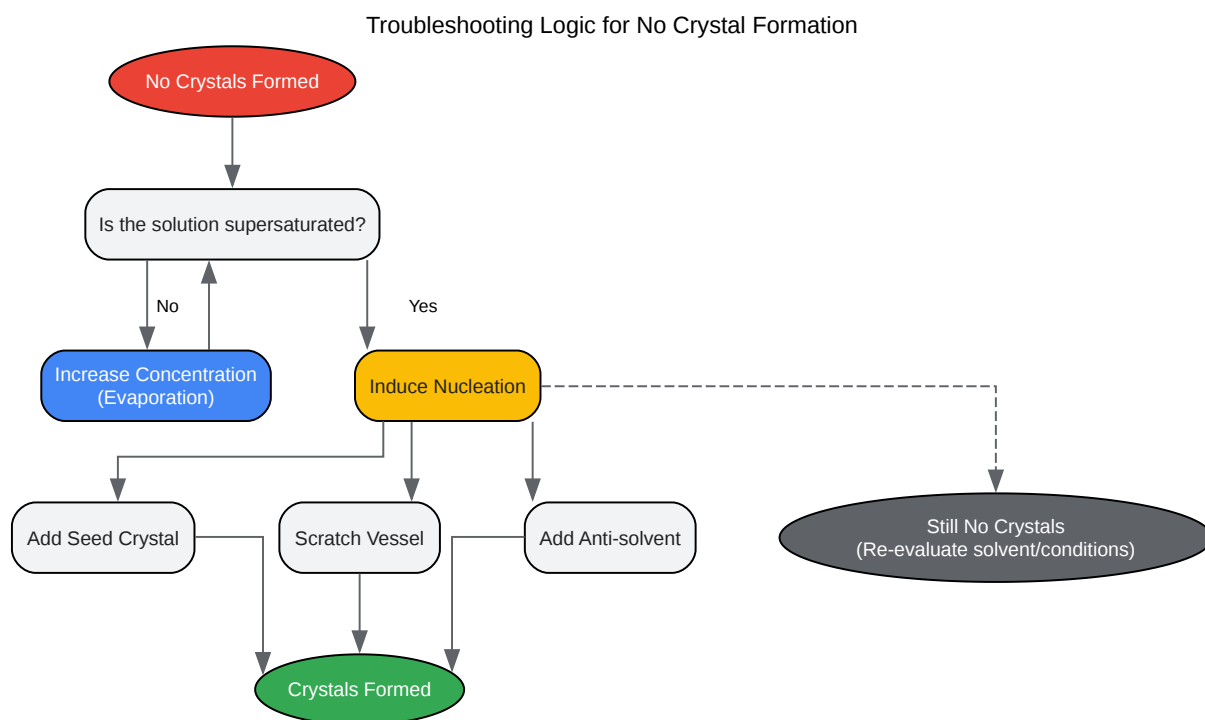 Troubleshooting Logic for No Crystal Formation
No Crystals Formed
Is the solution supersaturated?
No
Yes
Increase Concentration
(Evaporation)
Induce Nucleation
Add Seed Crystal
Scratch Vessel
Add Anti-solvent
Still No Crystals
(Re-evaluate solvent/conditions)
Crystals Formed